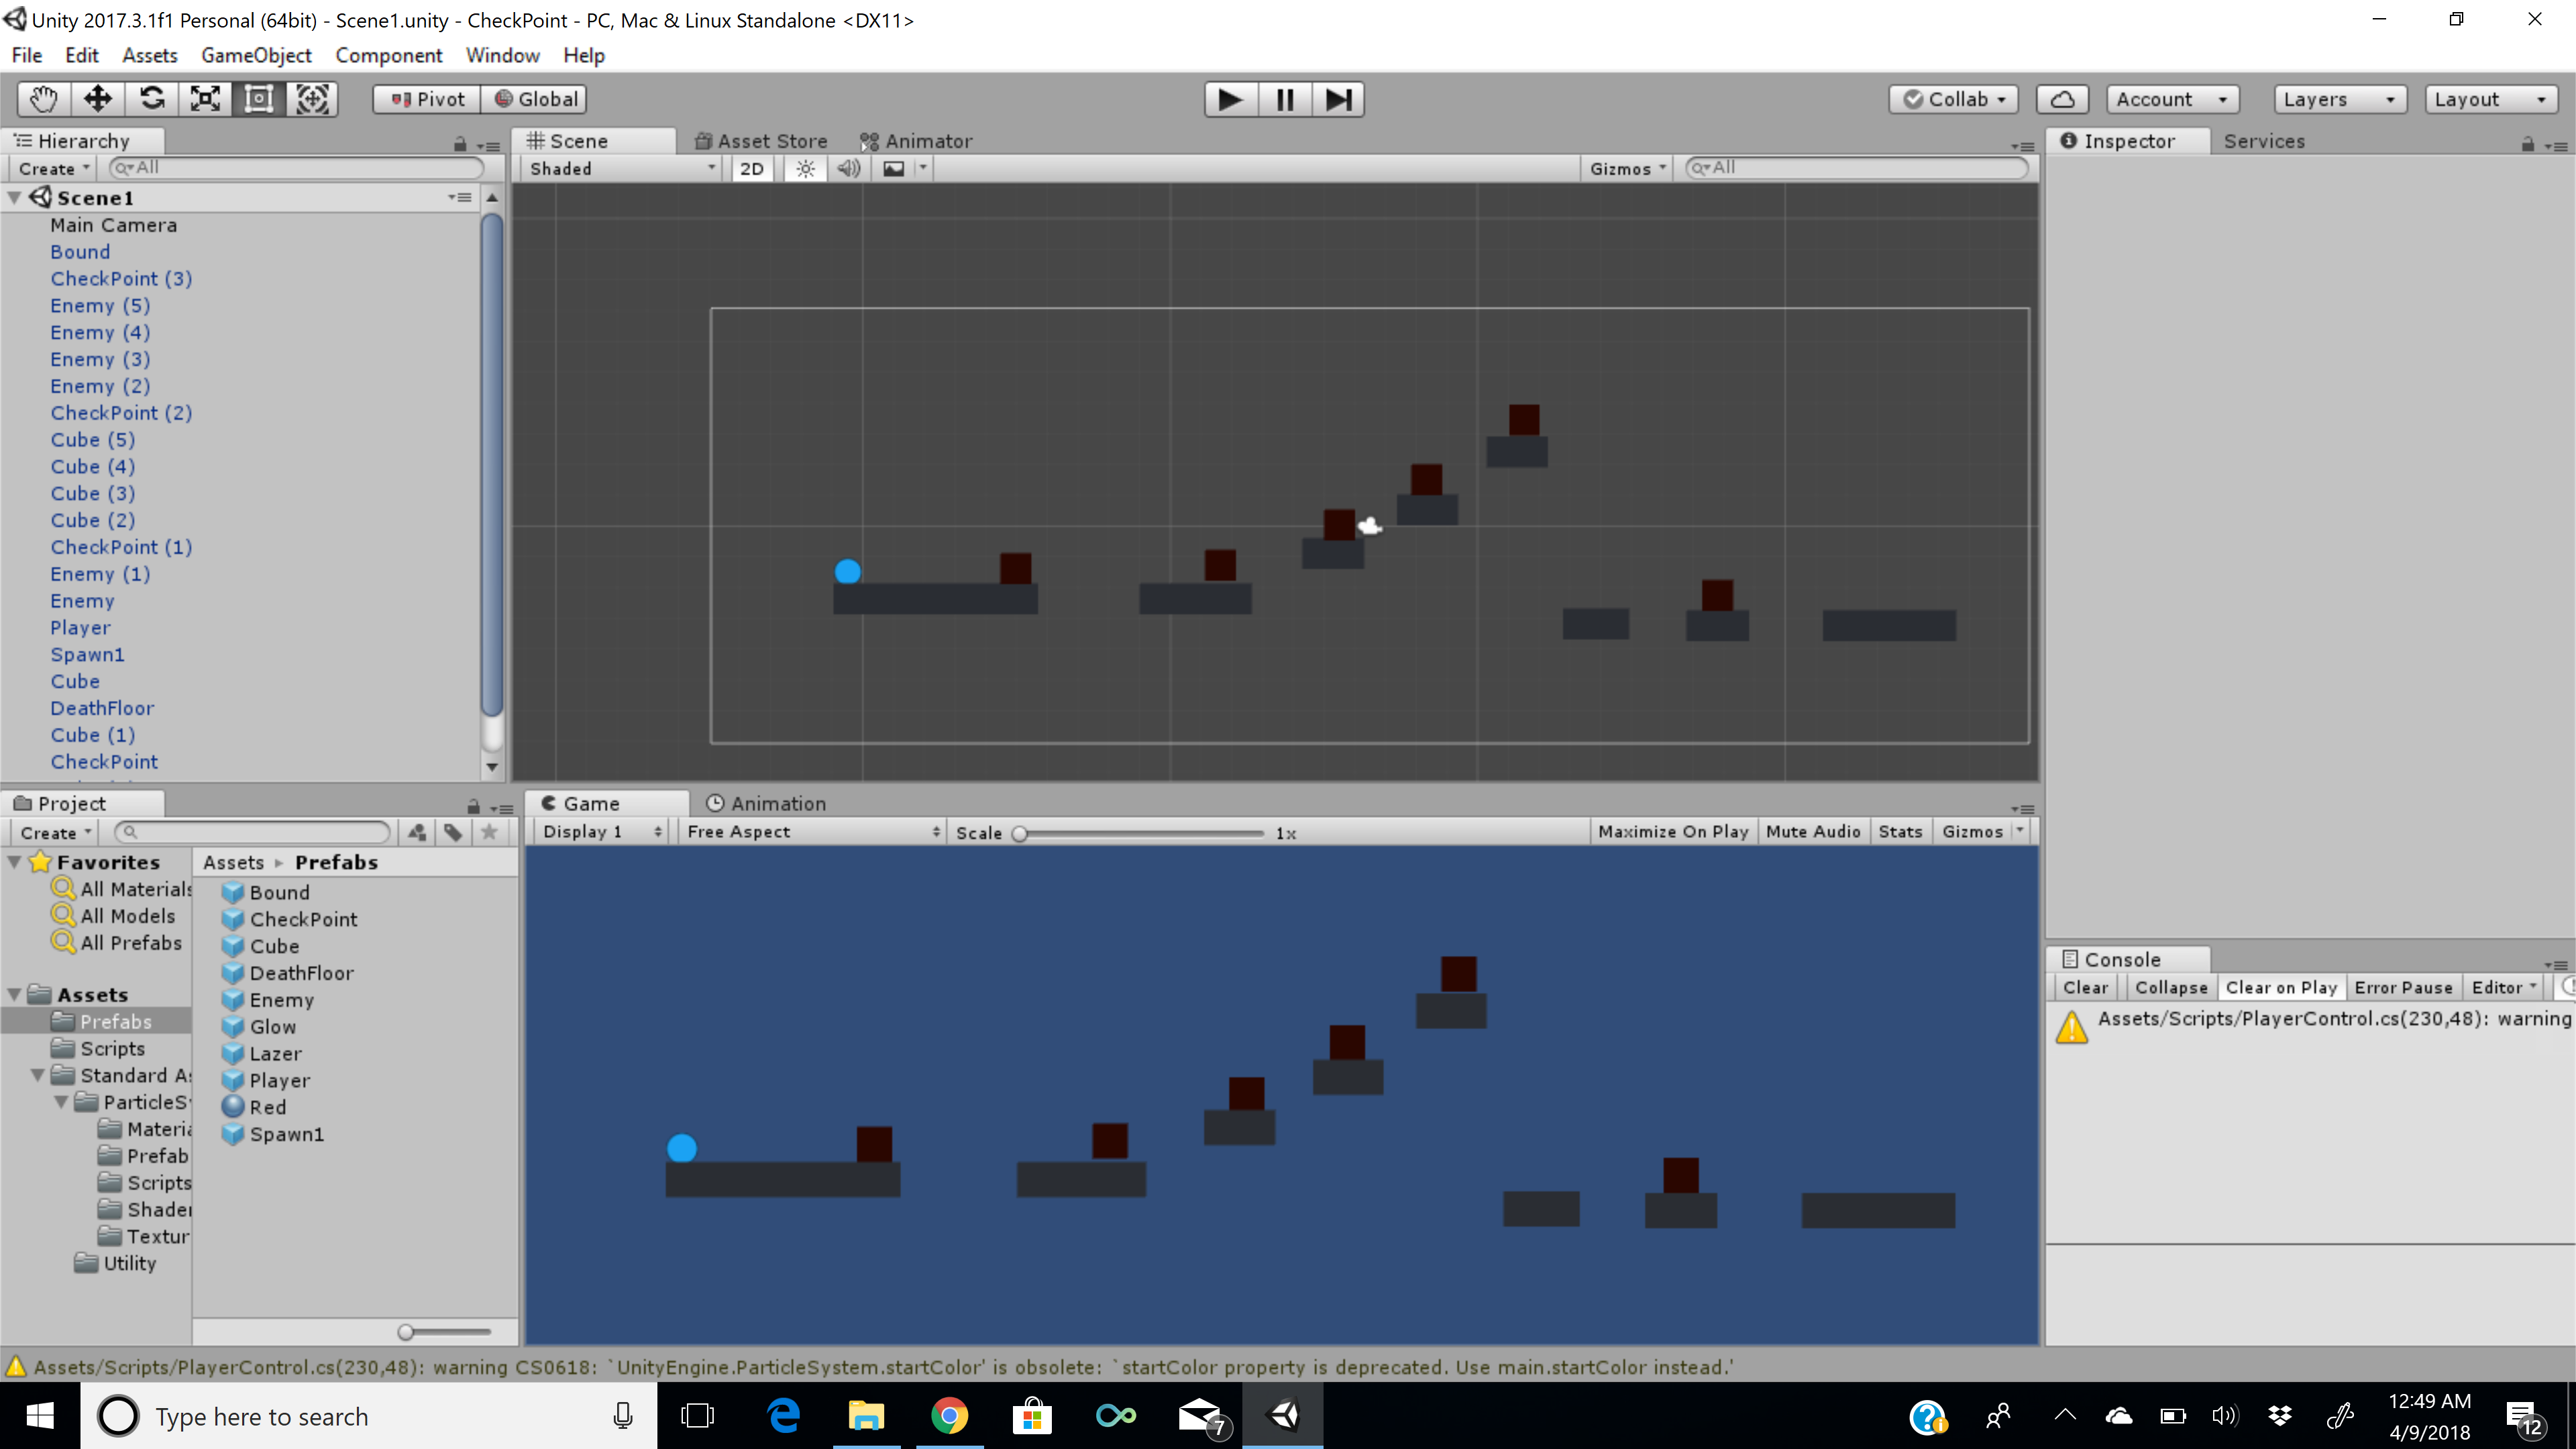 Unity 2017.3.1f1 Personal (64bit) - Scene1.unity - CheckPoint - PC, Mac & Linux Standalone <DX11>
File Edit Assets GameObject Component Window Help
Pivot Global Collab Account Layers Layout
Hierarchy
Create All
Scene1
Main Camera
Bound
CheckPoint (3)
Enemy (5)
Enemy (4)
Enemy (3)
Enemy (2)
CheckPoint (2)
Cube (5)
Cube (4)
Cube (3)
Cube (2)
CheckPoint (1)
Enemy (1)
Enemy
Player
Spawn1
Cube
DeathFloor
Cube (1)
CheckPoint
Scene Asset Store Animator
Shaded 2D Gizmos All
Inspector Services
Project
Create
Favorites
All Materials
All Models
All Prefabs
Assets
Prefabs
Scripts
Standard As
ParticleSy
Materia
Prefab
Scripts
Shader
Textur
Utility
Assets Prefabs
Bound
CheckPoint
Cube
DeathFloor
Enemy
Glow
Lazer
Player
Red
Spawn1
Game Animation
Display 1 Free Aspect Scale 1x Maximize On Play Mute Audio Stats Gizmos
Console
Clear Collapse Clear on Play Error Pause Editor
Assets/Scripts/PlayerControl.cs(230,48): warning
Assets/Scripts/PlayerControl.cs(230,48): warning CS0618: `UnityEngine.ParticleSystem.startColor' is obsolete: `startColor property is deprecated. Use main.startColor instead.'
Type here to search
7
12:49 AM
4/9/2018
12